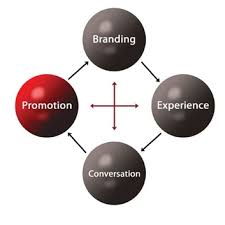 Branding
Promotion
Experience
Conversation